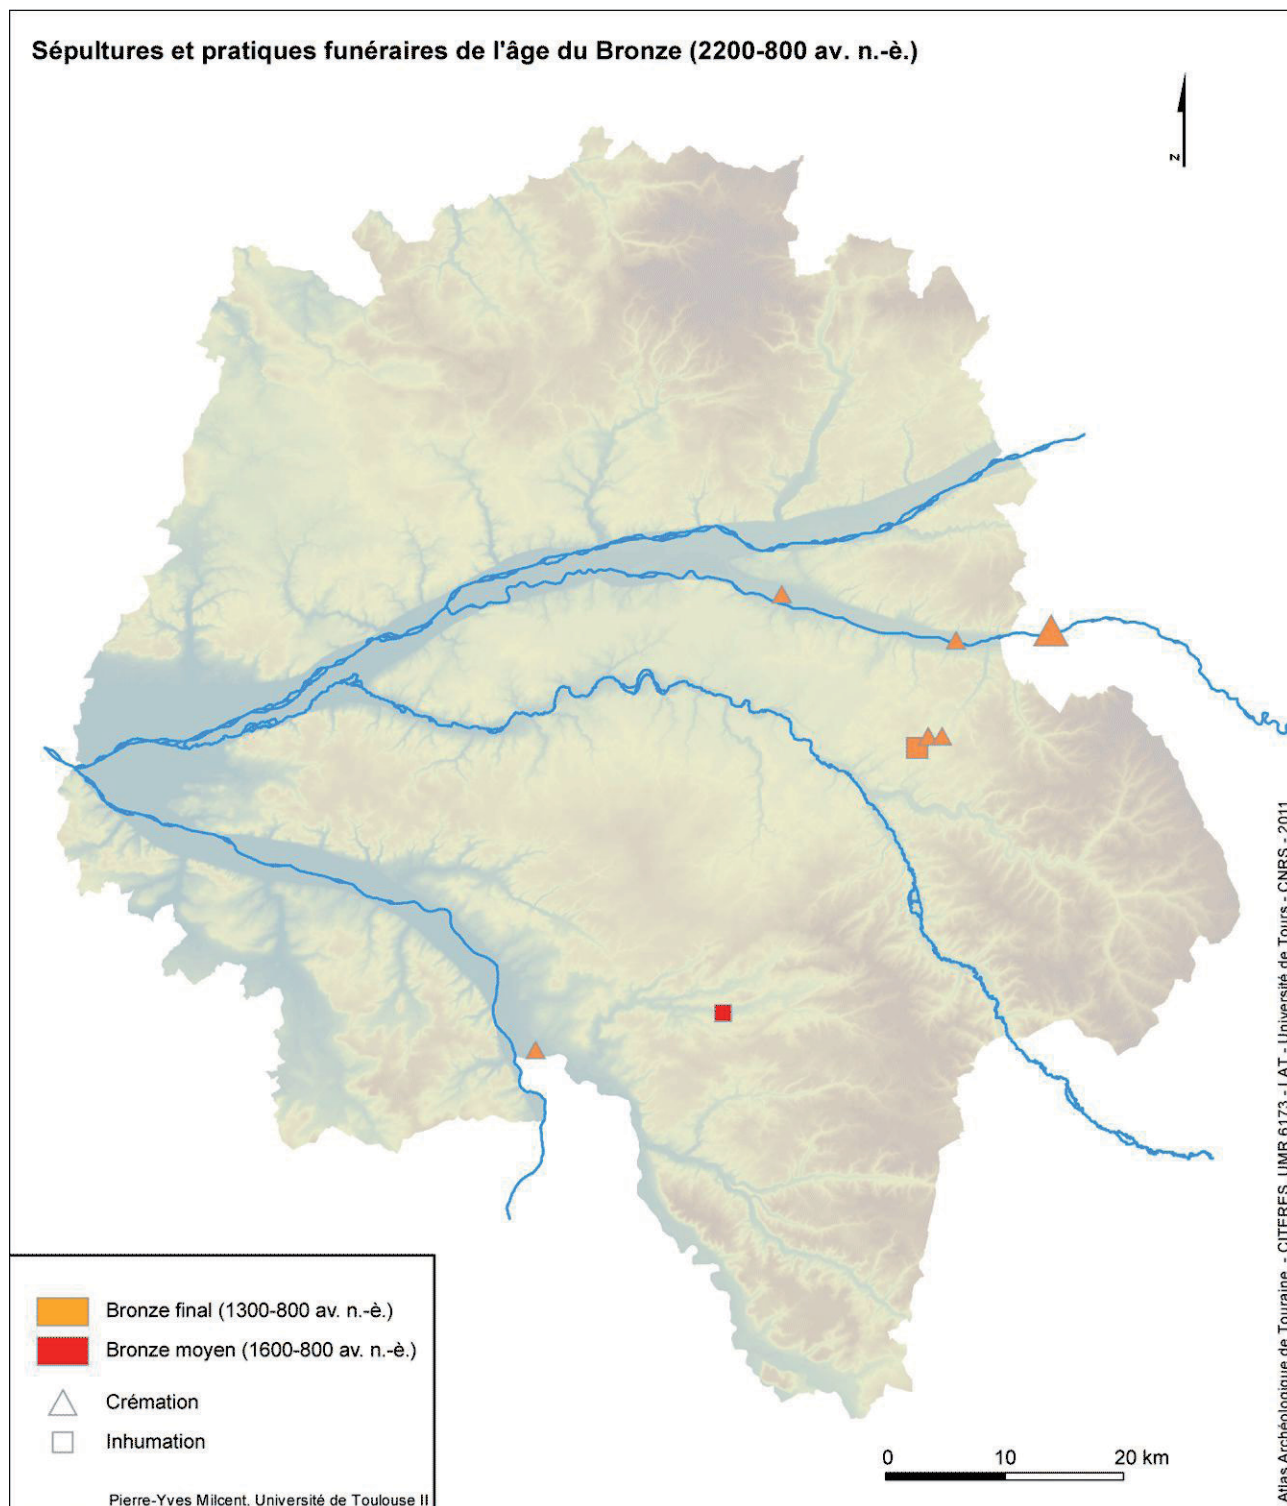 Sépultures et pratiques funéraires de l'âge du Bronze (2200-800 av. n.-è.)
z
Bronze final (1300-800 av. n.-è.)
Bronze moyen (1600-800 av. n.-è.)
Crémation
Inhumation
Pierre-Yves Milcent, Université de Toulouse II
0 10 20 km
Atlas Archéologique de Touraine - CITERES, UMR 6173 - LAT - Université de Tours - CNRS - 2011